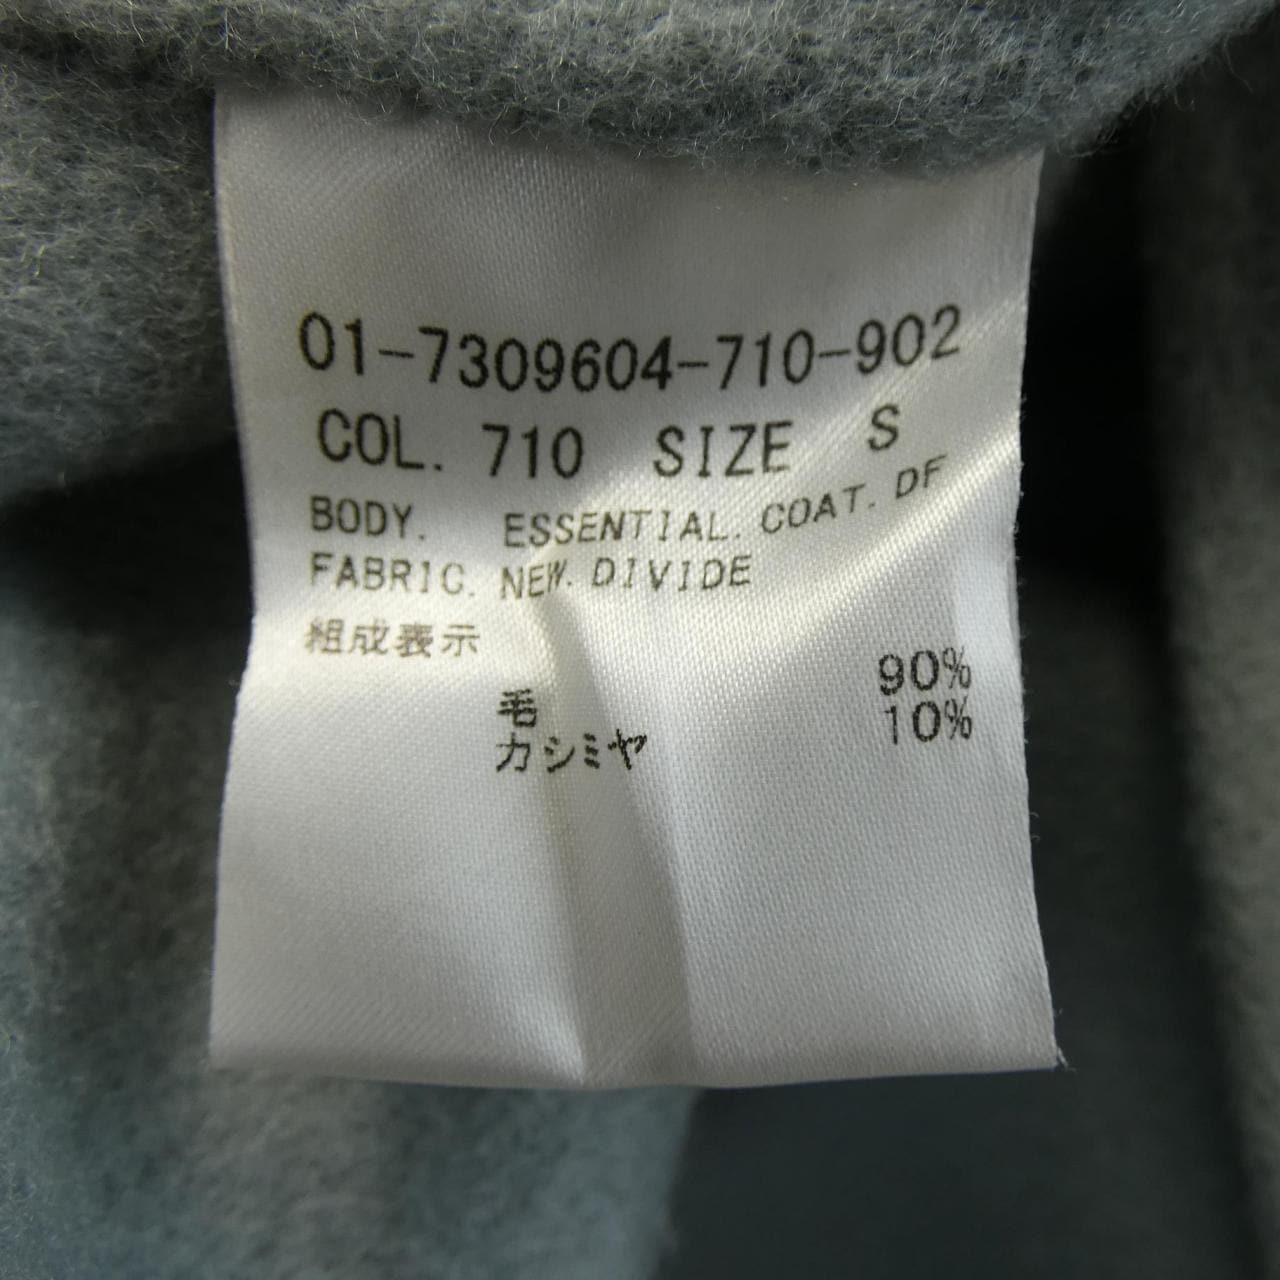 01-7309604-710-902
COL. 710 SIZE S
BODY. ESSENTIAL. COAT. DF
FABRIC. NEW. DIVIDE
組成表示
毛 90%
カシミヤ 10%